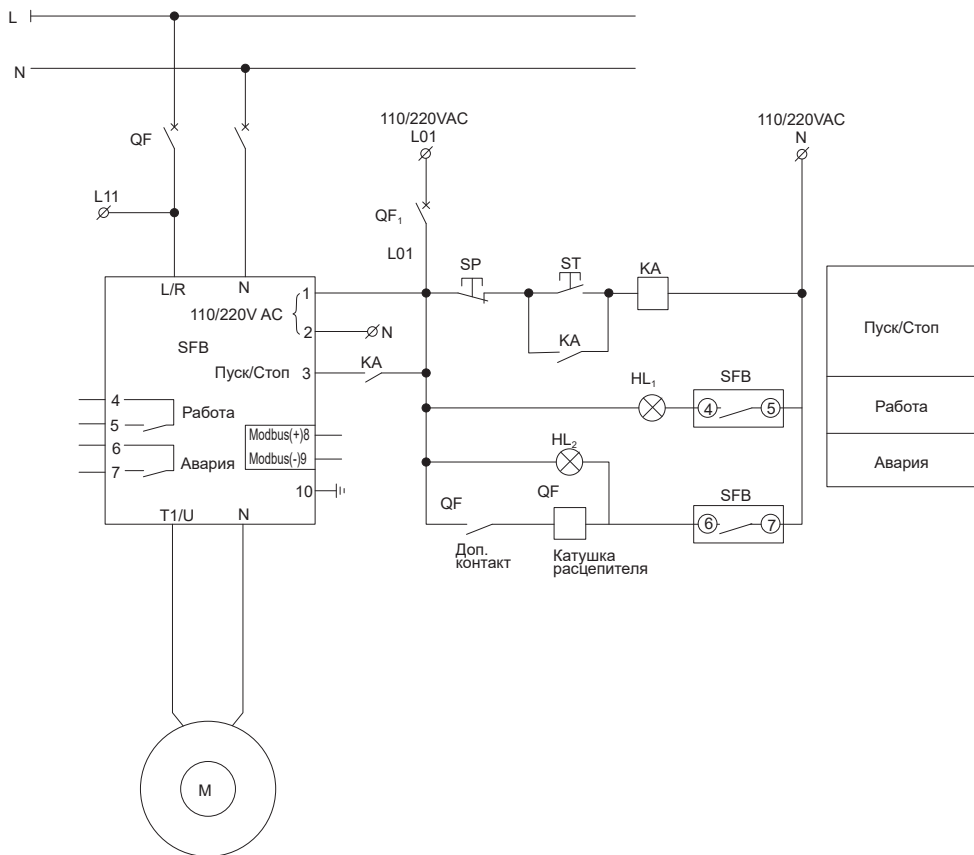 L
N
110/220VAC
L01
110/220VAC
N
QF
L11
QF₁
L01
SP
ST
KA
L/R
N
1
110/220V AC
2
N
KA
Пуск/Стоп
SFB
Пуск/Стоп
3
KA
HL₁
SFB
4
5
Работа
4
5
Работа
6
7
Авария
Modbus(+)8
Modbus(-)9
HL₂
Авария
10
QF
QF
SFB
6
7
T1/U
N
Доп.
контакт
Катушка
расцепителя
M